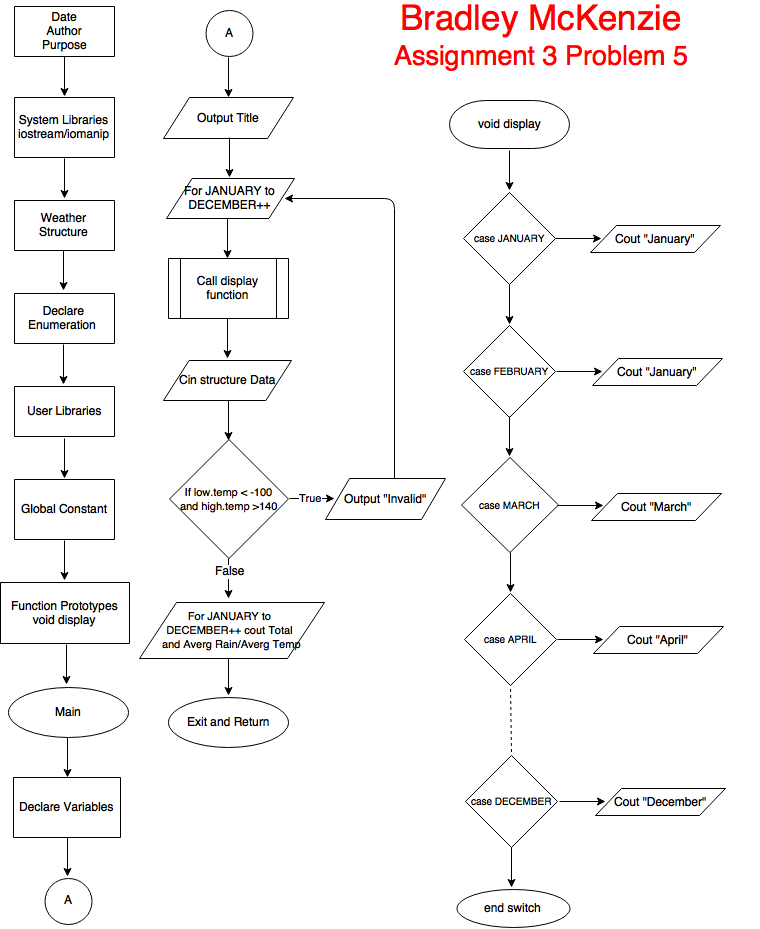 Bradley McKenzie
Assignment 3 Problem 5
Date
Author
Purpose
System Libraries
iostream/iomanip
Weather
Structure
Declare
Enumeration
User Libraries
Global Constant
Function Prototypes
void display
Main
Declare Variables
A
A
Output Title
For JANUARY to
DECEMBER++
Call display
function
Cin structure Data
If low.temp < -100
and high.temp >140
True
Output "Invalid"
False
For JANUARY to
DECEMBER++ cout Total
and Averg Rain/Averg Temp
Exit and Return
void display
case JANUARY
Cout "January"
case FEBRUARY
Cout "January"
case MARCH
Cout "March"
case APRIL
Cout "April"
case DECEMBER
Cout "December"
end switch